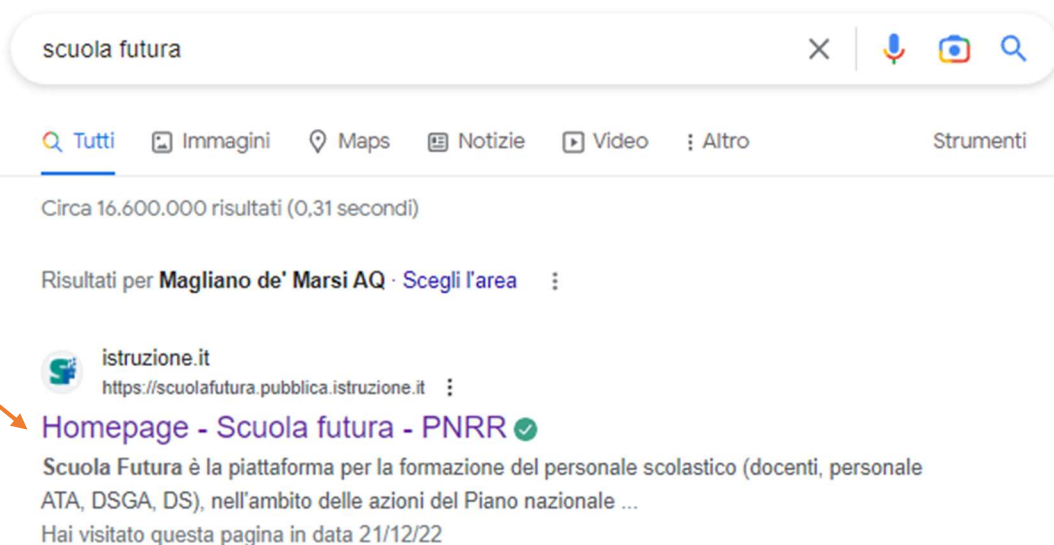 scuola futura
Tutti Immagini Maps Notizie Video Altro Strumenti
Circa 16.600.000 risultati (0,31 secondi)
Risultati per Magliano de' Marsi AQ · Scegli l'area
istruzione.it
https://scuolafutura.pubblica.istruzione.it
Homepage - Scuola futura - PNRR
Scuola Futura è la piattaforma per la formazione del personale scolastico (docenti, personale
ATA, DSGA, DS), nell'ambito delle azioni del Piano nazionale ...
Hai visitato questa pagina in data 21/12/22